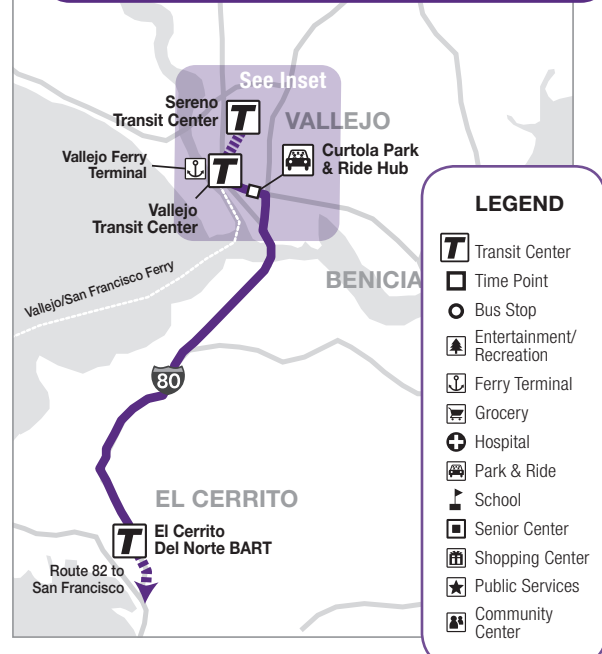 See Inset
Sereno
Transit Center
T
VALLEJO
Vallejo Ferry
Terminal
T
Curtola Park
& Ride Hub
Vallejo
Transit Center
BENICIA
Vallejo/San Francisco Ferry
80
EL CERRITO
T
El Cerrito
Del Norte BART
Route 82 to
San Francisco
LEGEND
T Transit Center
Time Point
Bus Stop
Entertainment/
Recreation
Ferry Terminal
Grocery
Hospital
Park & Ride
School
Senior Center
Shopping Center
Public Services
Community
Center